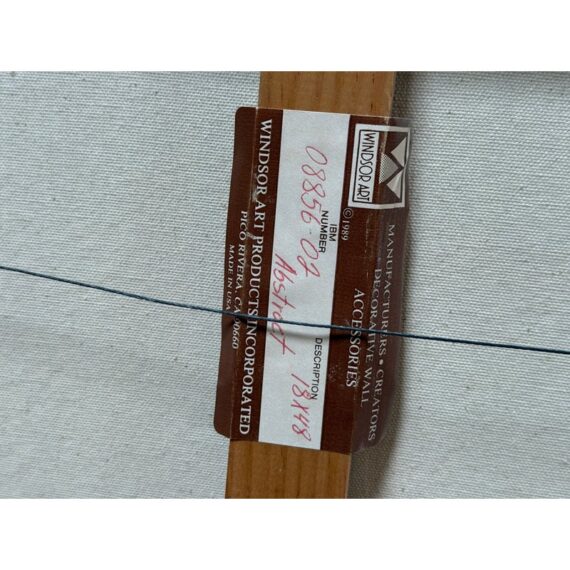 WINDSOR ART
MANUFACTURERS • CREATORS
DECORATIVE WALL
ACCESSORIES
©1989
IBM
NUMBER
DESCRIPTION
08856-02
Abstract 18x48
WINDSOR ART PRODUCTS INCORPORATED
PICO RIVERA, CA 90660
MADE IN USA